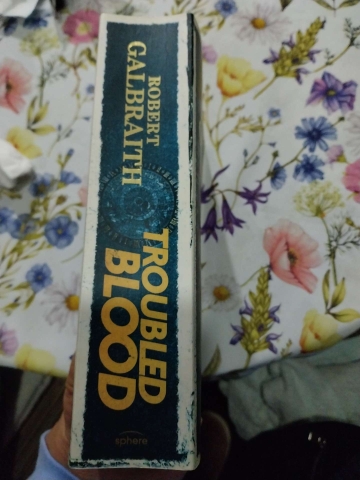 ROBERT
GALBRAITH
TROUBLED
BLOOD
sphere